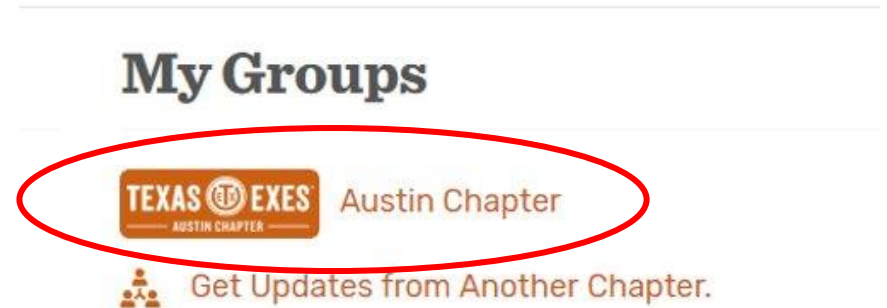 My Groups
TEXAS EXES Austin Chapter
AUSTIN CHAPTER
Get Updates from Another Chapter.